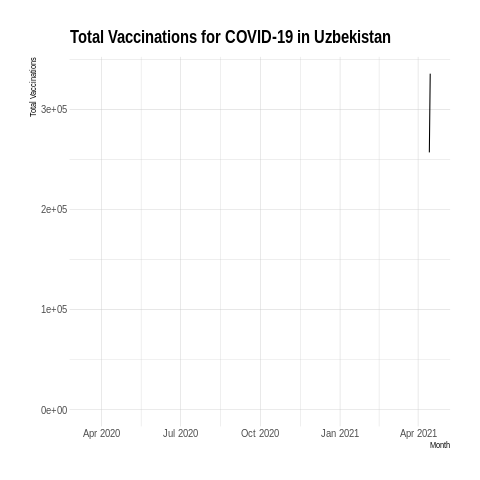 Total Vaccinations for COVID-19 in Uzbekistan
Total Vaccinations
3e+05
2e+05
1e+05
0e+00
Apr 2020 Jul 2020 Oct 2020 Jan 2021 Apr 2021
Month